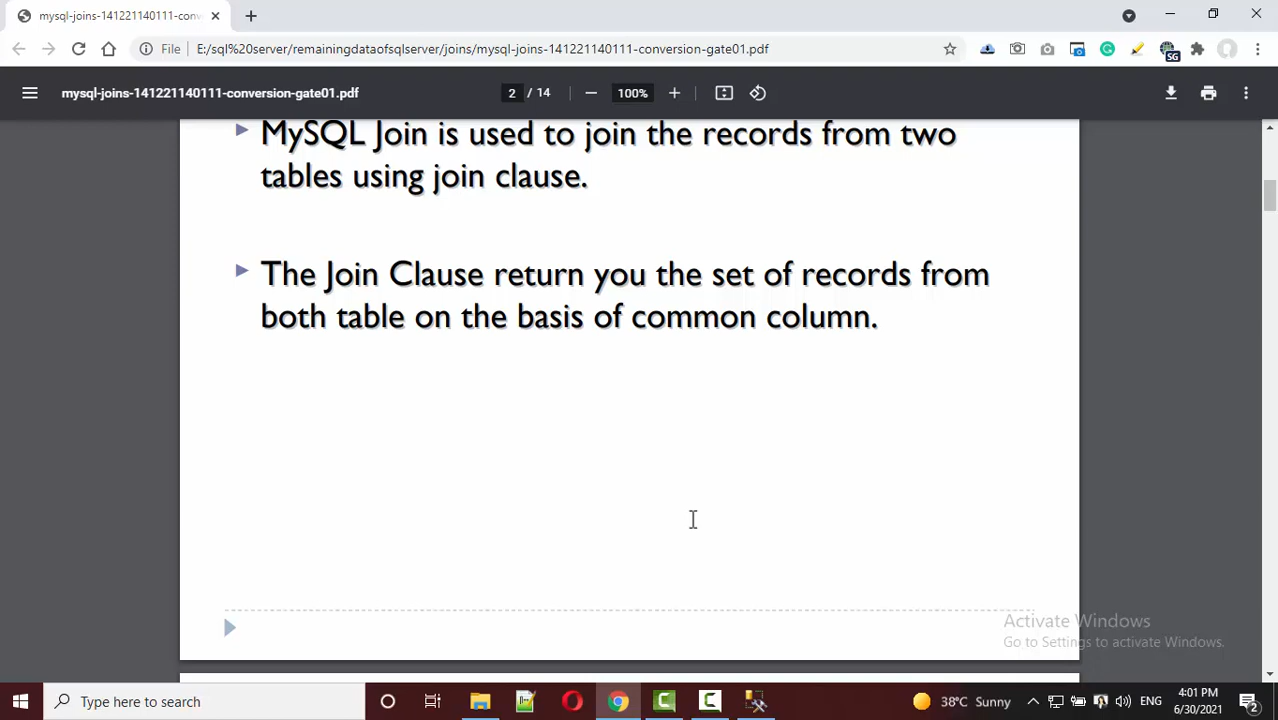 mysql-joins-141221140111-conv
File
E:/sql%20server/remainingdataofsqlserver/joins/mysql-joins-141221140111-conversion-gate01.pdf
SG
mysql-joins-141221140111-conversion-gate01.pdf
2 / 14
100%
MySQL Join is used to join the records from two
tables using join clause.
The Join Clause return you the set of records from
both table on the basis of common column.
Activate Windows
Go to Settings to activate Windows.
Type here to search
38°C Sunny
ENG
4:01 PM
6/30/2021
2